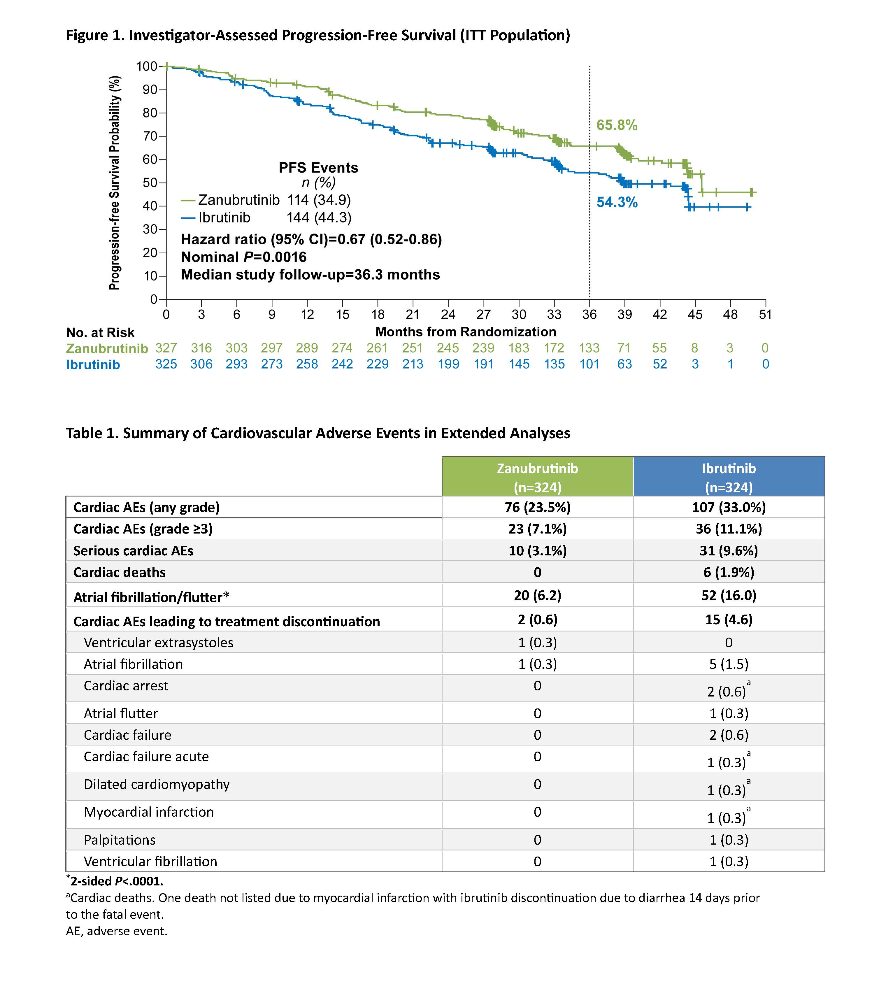 Figure 1. Investigator-Assessed Progression-Free Survival (ITT Population)
Progression-free Survival Probability (%)
100
90
80
70
60
50
40
30
20
10
0
65.8%
54.3%
PFS Events
n (%)
Zanubrutinib 114 (34.9)
Ibrutinib 144 (44.3)
Hazard ratio (95% CI)=0.67 (0.52-0.86)
Nominal P=0.0016
Median study follow-up=36.3 months
0 3 6 9 12 15 18 21 24 27 30 33 36 39 42 45 48 51
Months from Randomization
No. at Risk
Zanubrutinib 327 316 303 297 289 274 261 251 245 239 183 172 133 71 55 8 3 0
Ibrutinib 325 306 293 273 258 242 229 213 199 191 145 135 101 63 52 3 1 0
Table 1. Summary of Cardiovascular Adverse Events in Extended Analyses
Zanubrutinib Ibrutinib
(n=324) (n=324)
Cardiac AEs (any grade) 76 (23.5%) 107 (33.0%)
Cardiac AEs (grade ≥3) 23 (7.1%) 36 (11.1%)
Serious cardiac AEs 10 (3.1%) 31 (9.6%)
Cardiac deaths 0 6 (1.9%)
Atrial fibrillation/flutter* 20 (6.2) 52 (16.0)
Cardiac AEs leading to treatment discontinuation 2 (0.6) 15 (4.6)
Ventricular extrasystoles 1 (0.3) 0
Atrial fibrillation 1 (0.3) 5 (1.5)
Cardiac arrest 0 2 (0.6)a
Atrial flutter 0 1 (0.3)
Cardiac failure 0 2 (0.6)
Cardiac failure acute 0 1 (0.3)a
Dilated cardiomyopathy 0 1 (0.3)a
Myocardial infarction 0 1 (0.3)a
Palpitations 0 1 (0.3)
Ventricular fibrillation 0 1 (0.3)
*2-sided P<.0001.
aCardiac deaths. One death not listed due to myocardial infarction with ibrutinib discontinuation due to diarrhea 14 days prior
to the fatal event.
AE, adverse event.